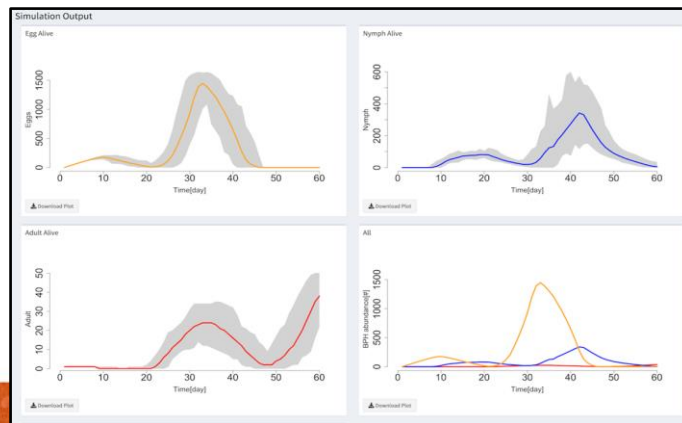 Simulation Output
Egg Alive
Eggs
1500
1000
500
0
0 10 20 30 40 50 60
Time[day]
Download Plot
Nymph Alive
Nymph
600
400
200
0
0 10 20 30 40 50 60
Time[day]
Download Plot
Adult Alive
Adult
50
40
30
20
10
0
0 10 20 30 40 50 60
Time[day]
Download Plot
All
BPH abundance[#]
1500
1000
500
0
0 10 20 30 40 50 60
Time[day]
Download Plot